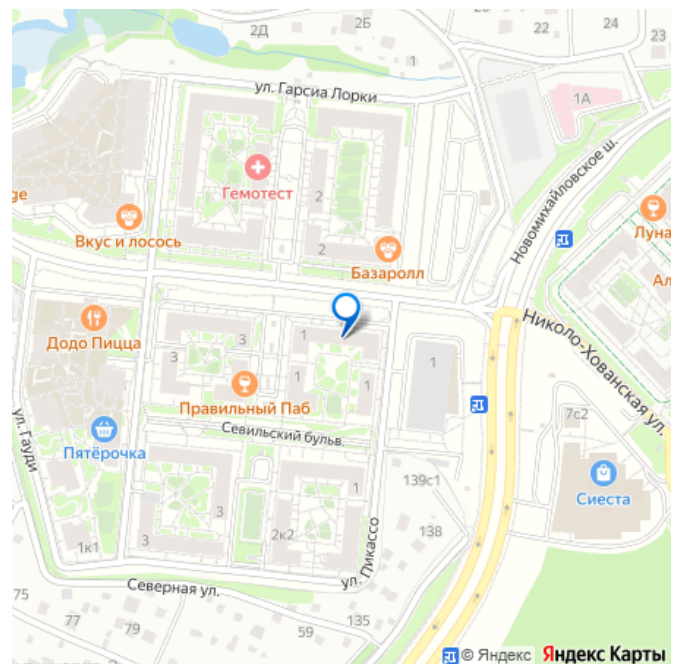 2Д
2Б
20
22
24
23
1
1А
ул. Гарсиа Лорки
Новомихайловское ш.
Гемотест
2
ge
Вкус и лосось
2
Базаролл
Луна
Ал
Додо Пицца
3
3
1
1
1
1
Правильный Паб
Николо-Хованская ул.
ул. Гауди
Севильский бульв.
Пятёрочка
7с2
Сиеста
139с1
138
1
3
3
2к2
1к1
ул. Пикассо
Северная ул.
75
77
79
59
135
© Яндекс Яндекс Карты